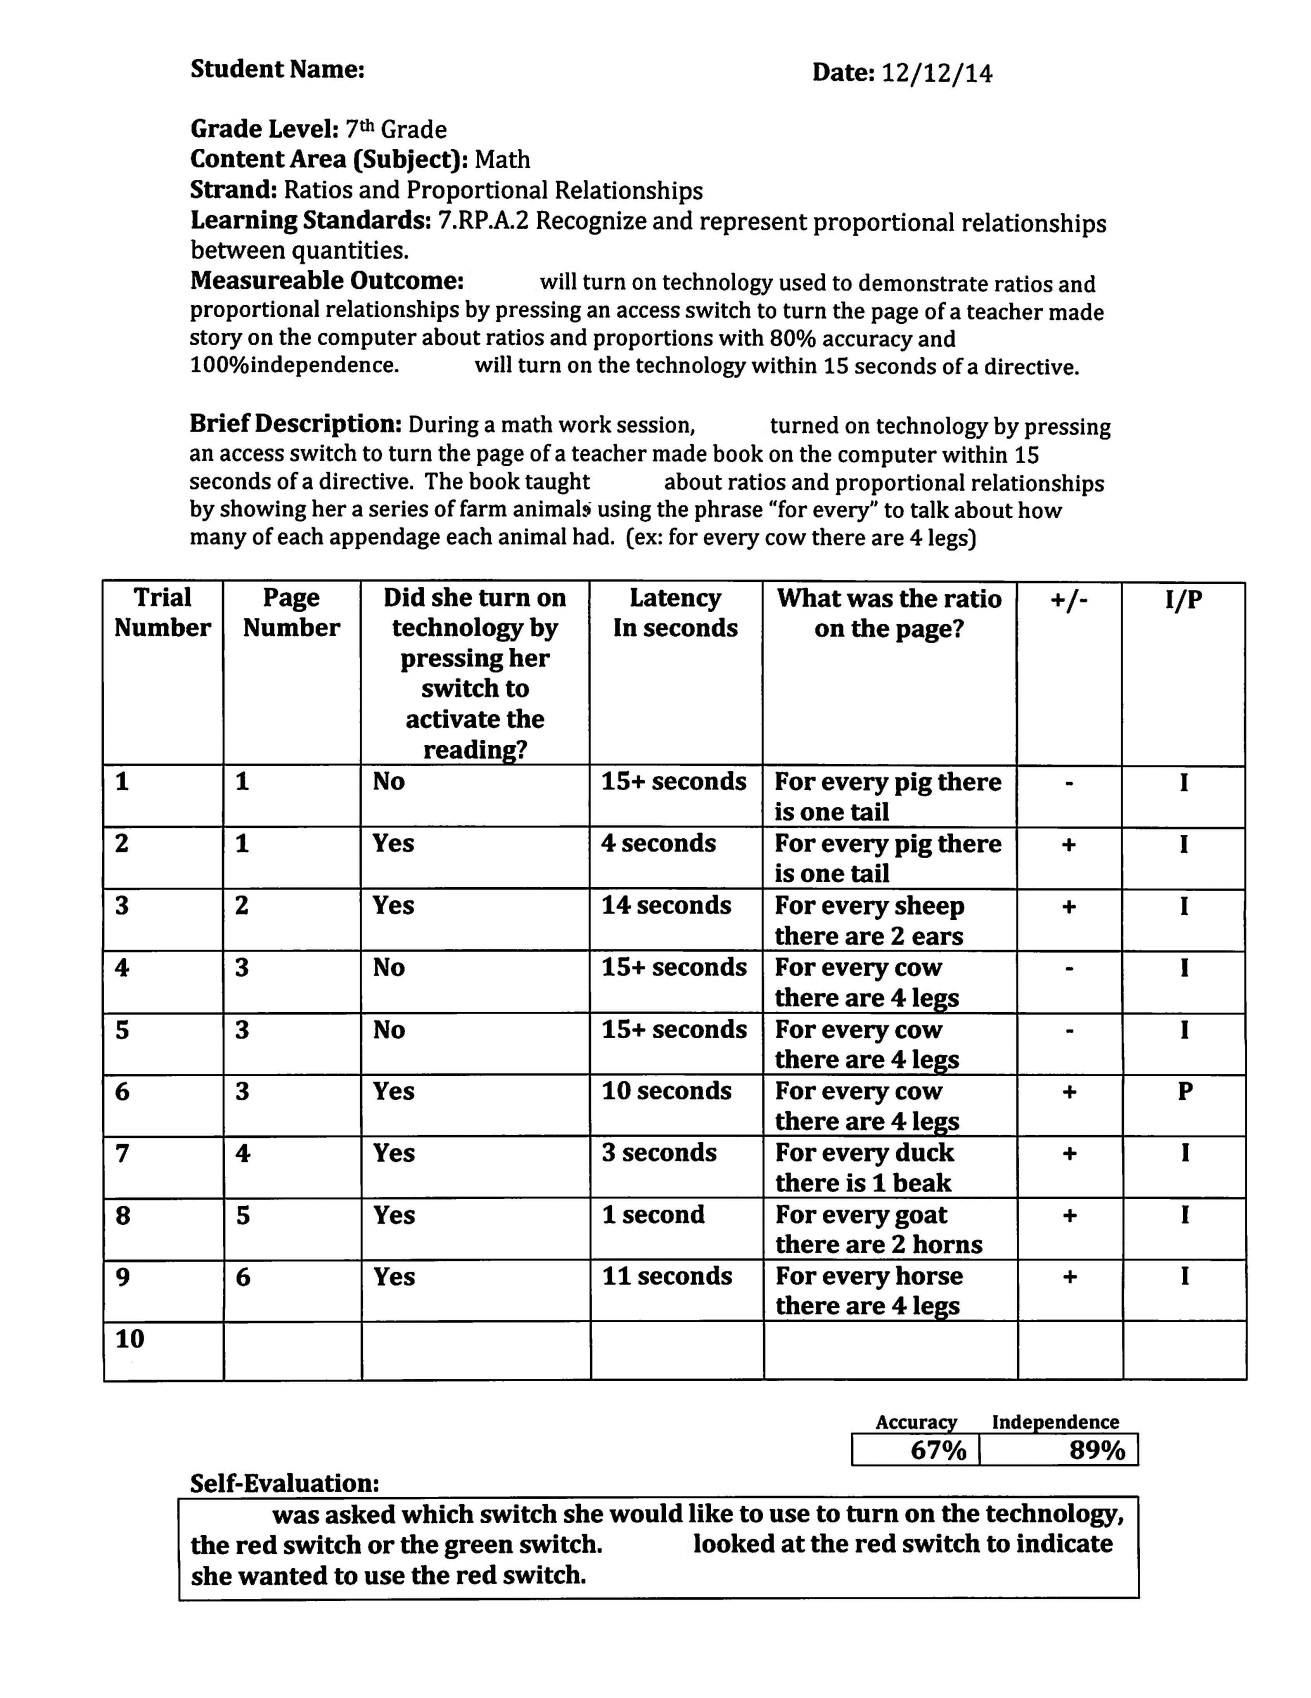 Student Name:
Date: 12/12/14
Grade Level: 7th Grade
Content Area (Subject): Math
Strand: Ratios and Proportional Relationships
Learning Standards: 7.RP.A.2 Recognize and represent proportional relationships
between quantities.
Measureable Outcome: will turn on technology used to demonstrate ratios and
proportional relationships by pressing an access switch to turn the page of a teacher made
story on the computer about ratios and proportions with 80% accuracy and
100%independence. will turn on the technology within 15 seconds of a directive.
Brief Description: During a math work session, turned on technology by pressing
an access switch to turn the page of a teacher made book on the computer within 15
seconds of a directive. The book taught about ratios and proportional relationships
by showing her a series of farm animals using the phrase "for every" to talk about how
many of each appendage each animal had. (ex: for every cow there are 4 legs)
Trial Number
Page Number
Did she turn on technology by pressing her switch to activate the reading?
Latency In seconds
What was the ratio on the page?
+/-
I/P
1 1 No 15+ seconds For every pig there is one tail - I
2 1 Yes 4 seconds For every pig there is one tail + I
3 2 Yes 14 seconds For every sheep there are 2 ears + I
4 3 No 15+ seconds For every cow there are 4 legs - I
5 3 No 15+ seconds For every cow there are 4 legs - I
6 3 Yes 10 seconds For every cow there are 4 legs + P
7 4 Yes 3 seconds For every duck there is 1 beak + I
8 5 Yes 1 second For every goat there are 2 horns + I
9 6 Yes 11 seconds For every horse there are 4 legs + I
10
Accuracy Independence
67% 89%
Self-Evaluation:
was asked which switch she would like to use to turn on the technology,
the red switch or the green switch. looked at the red switch to indicate
she wanted to use the red switch.